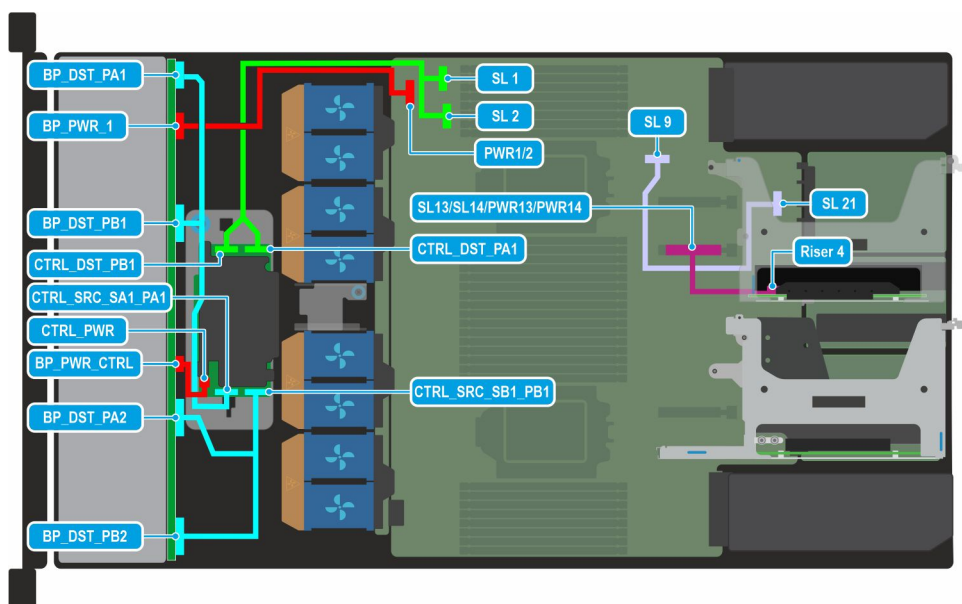 BP_DST_PA1
SL 1
BP_PWR_1
SL 2
SL 9
PWR1/2
SL13/SL14/PWR13/PWR14
SL 21
BP_DST_PB1
CTRL_DST_PA1
Riser 4
CTRL_DST_PB1
CTRL_SRC_SA1_PA1
CTRL_PWR
BP_PWR_CTRL
CTRL_SRC_SB1_PB1
BP_DST_PA2
BP_DST_PB2